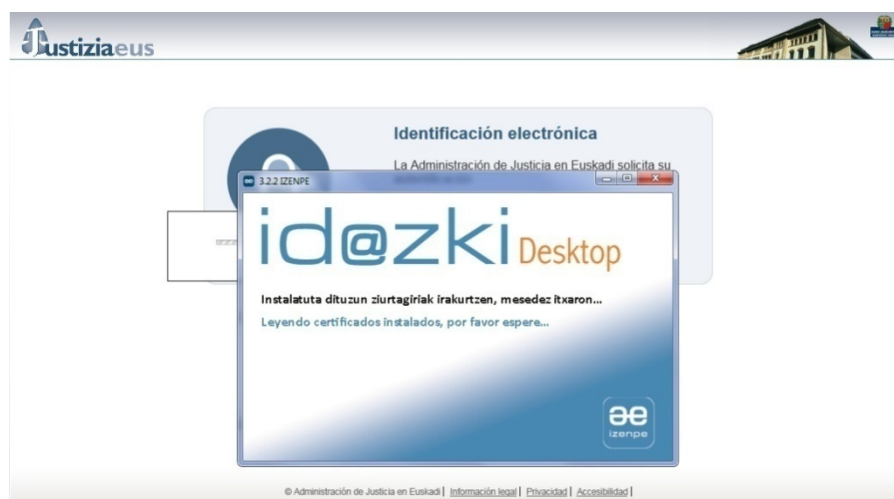 Justiziaeus
Identificación electrónica
La Administración de Justicia en Euskadi solicita su
3.2.2 IZENPE
id@zki Desktop
Instalatuta dituzun ziurtagiriak irakurtzen, mesedez itxaron...
Leyendo certificados instalados, por favor espere...
izenpe
© Administración de Justicia en Euskadi | Información legal | Privacidad | Accesibilidad |